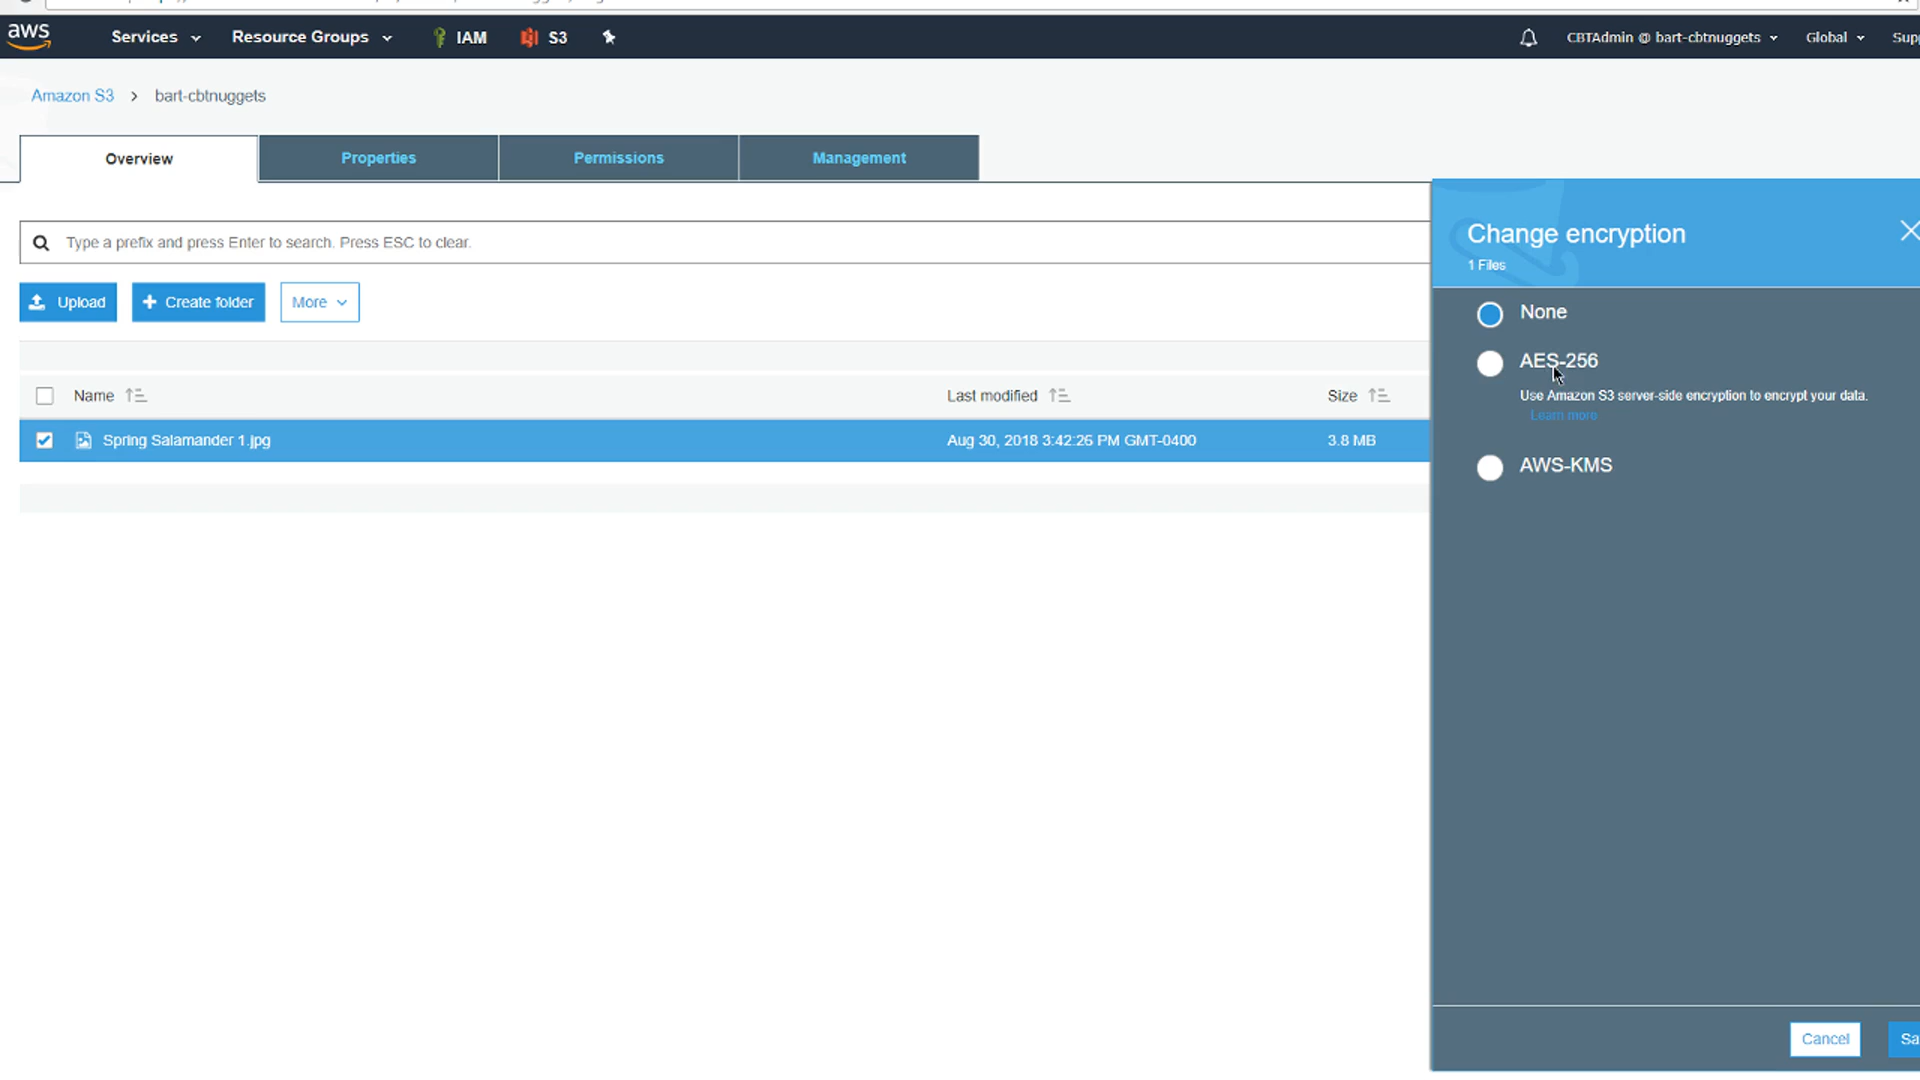 aws Services Resource Groups IAM S3 CBTAdmin @ bart-cbtnuggets Global
Amazon S3 > bart-cbtnuggets
Overview Properties Permissions Management
Type a prefix and press Enter to search. Press ESC to clear.
Upload + Create folder More
Name Last modified Size
Spring Salamander 1.jpg Aug 30, 2018 3:42:26 PM GMT-0400 3.8 MB
Change encryption
1 Files
None
AES-256
Use Amazon S3 server-side encryption to encrypt your data.
Learn more
AWS-KMS
Cancel